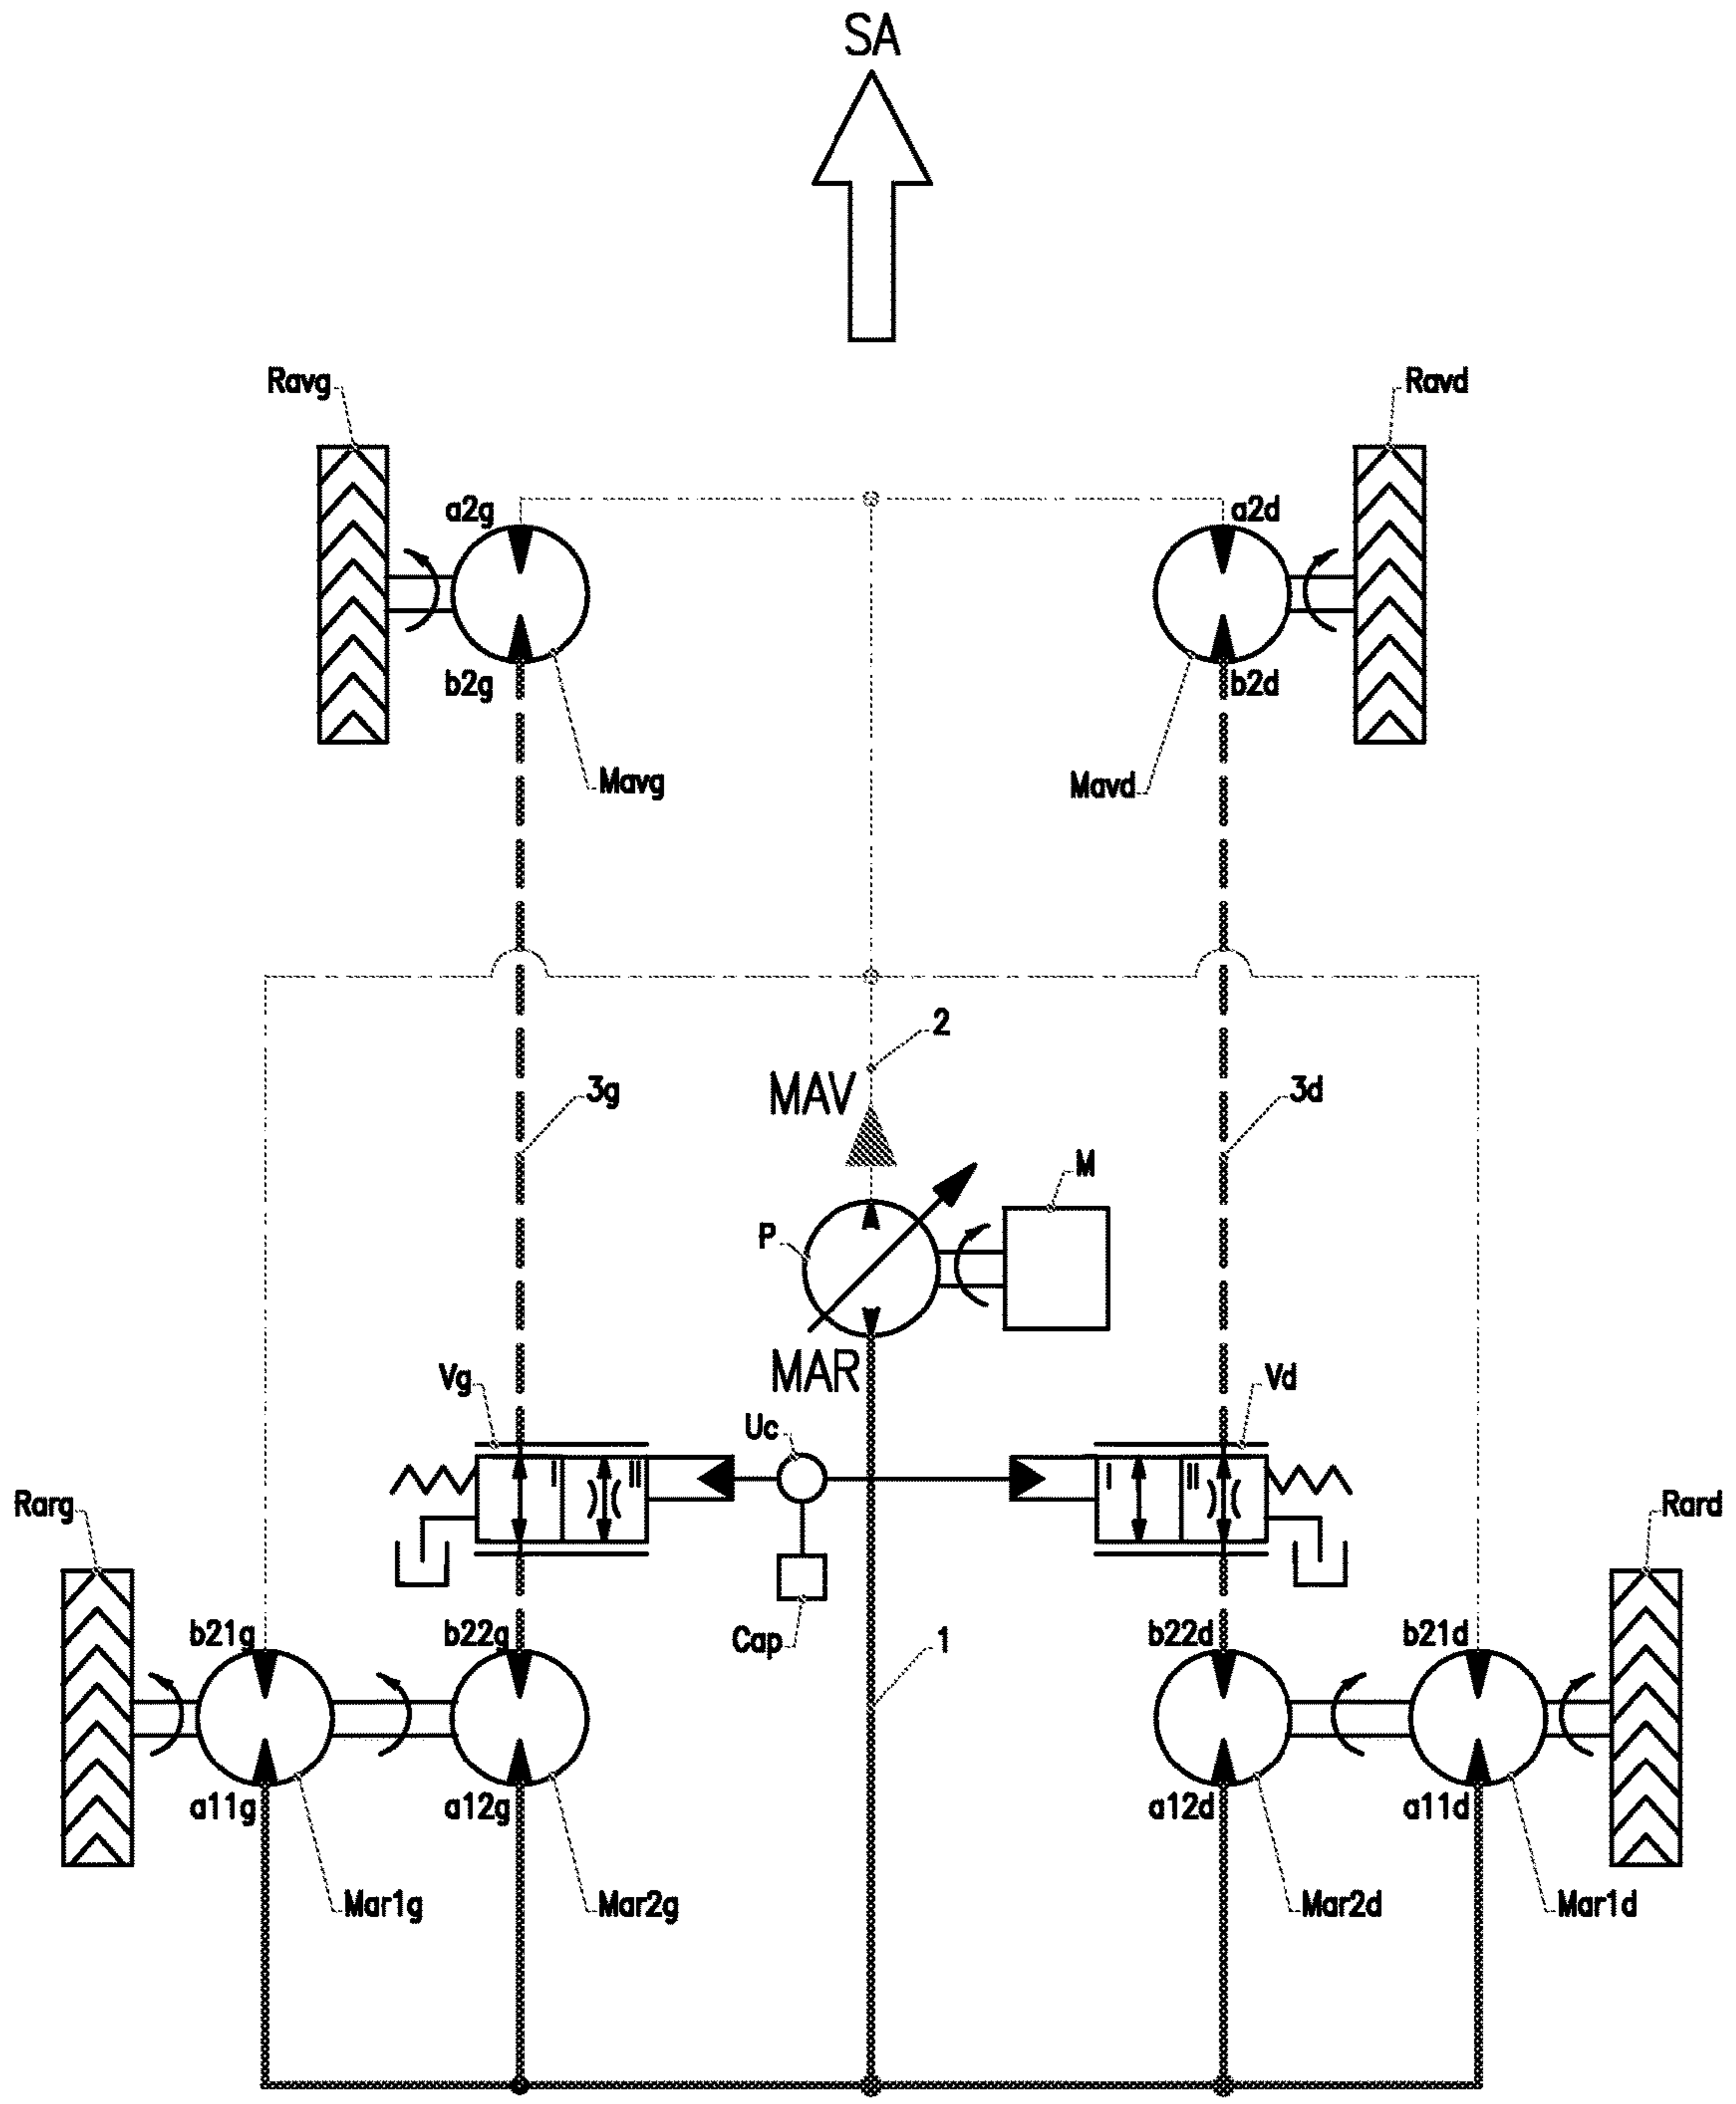 SA
Ravg
Ravd
a2g
a2d
b2g
b2d
Mavg
Mavd
2
MAV
3g
3d
M
P
MAR
Vg
Vd
Uc
I
II
I
II
Rarg
Rard
b21g
b22g
Cap
1
b22d
b21d
a11g
a12g
a12d
a11d
Mar1g
Mar2g
Mar2d
Mar1d